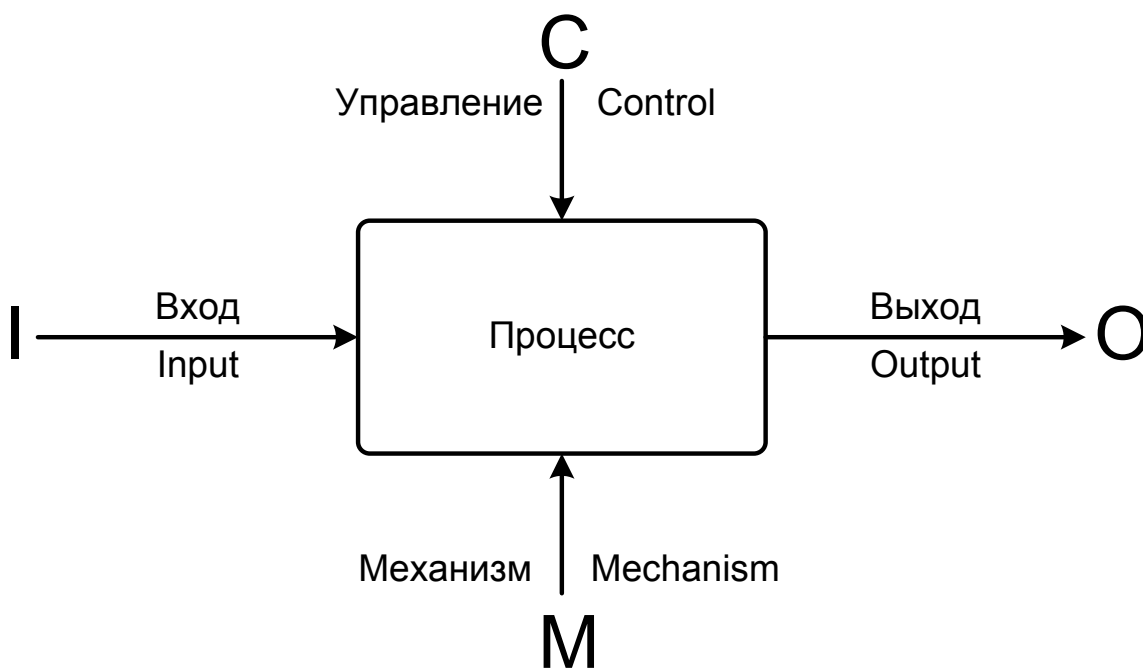 C
Управление Control
I
Вход
Input
Процесс
Выход
Output
O
Механизм Mechanism
M